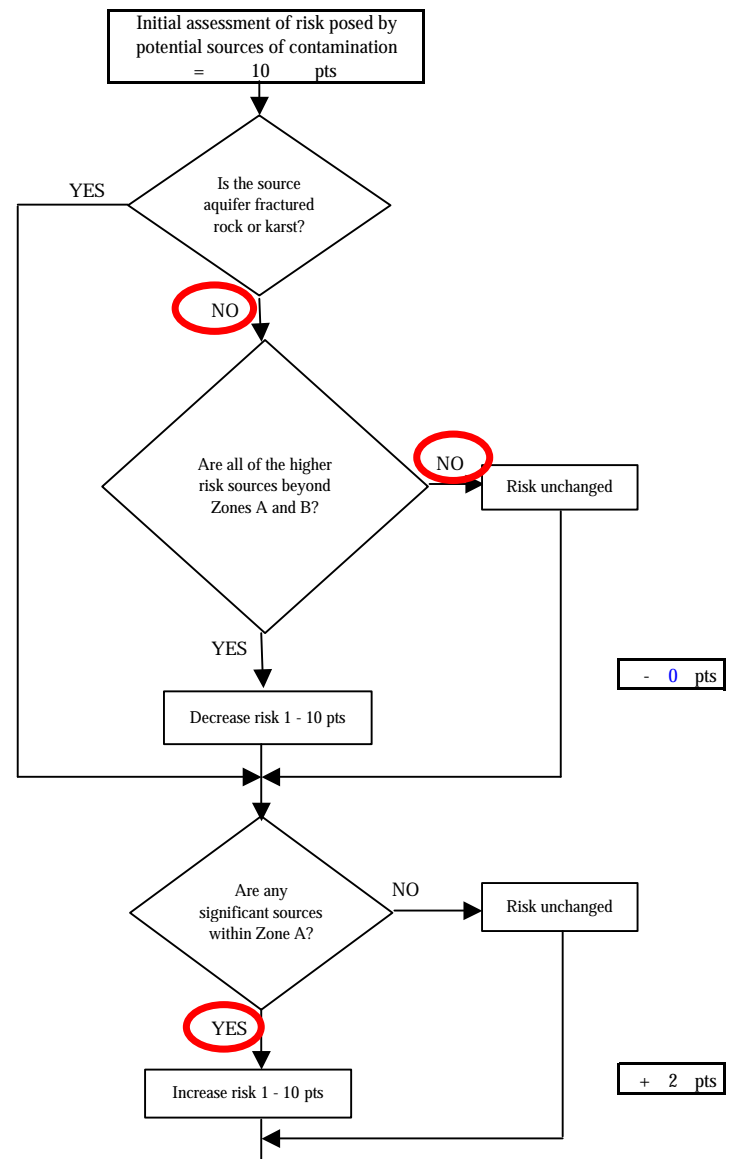 Initial assessment of risk posed by
potential sources of contamination
= 10 pts
YES
Is the source
aquifer fractured
rock or karst?
NO
Are all of the higher
risk sources beyond
Zones A and B?
NO
Risk unchanged
YES
- 0 pts
Decrease risk 1 - 10 pts
Are any
significant sources
within Zone A?
NO
Risk unchanged
YES
+ 2 pts
Increase risk 1 - 10 pts